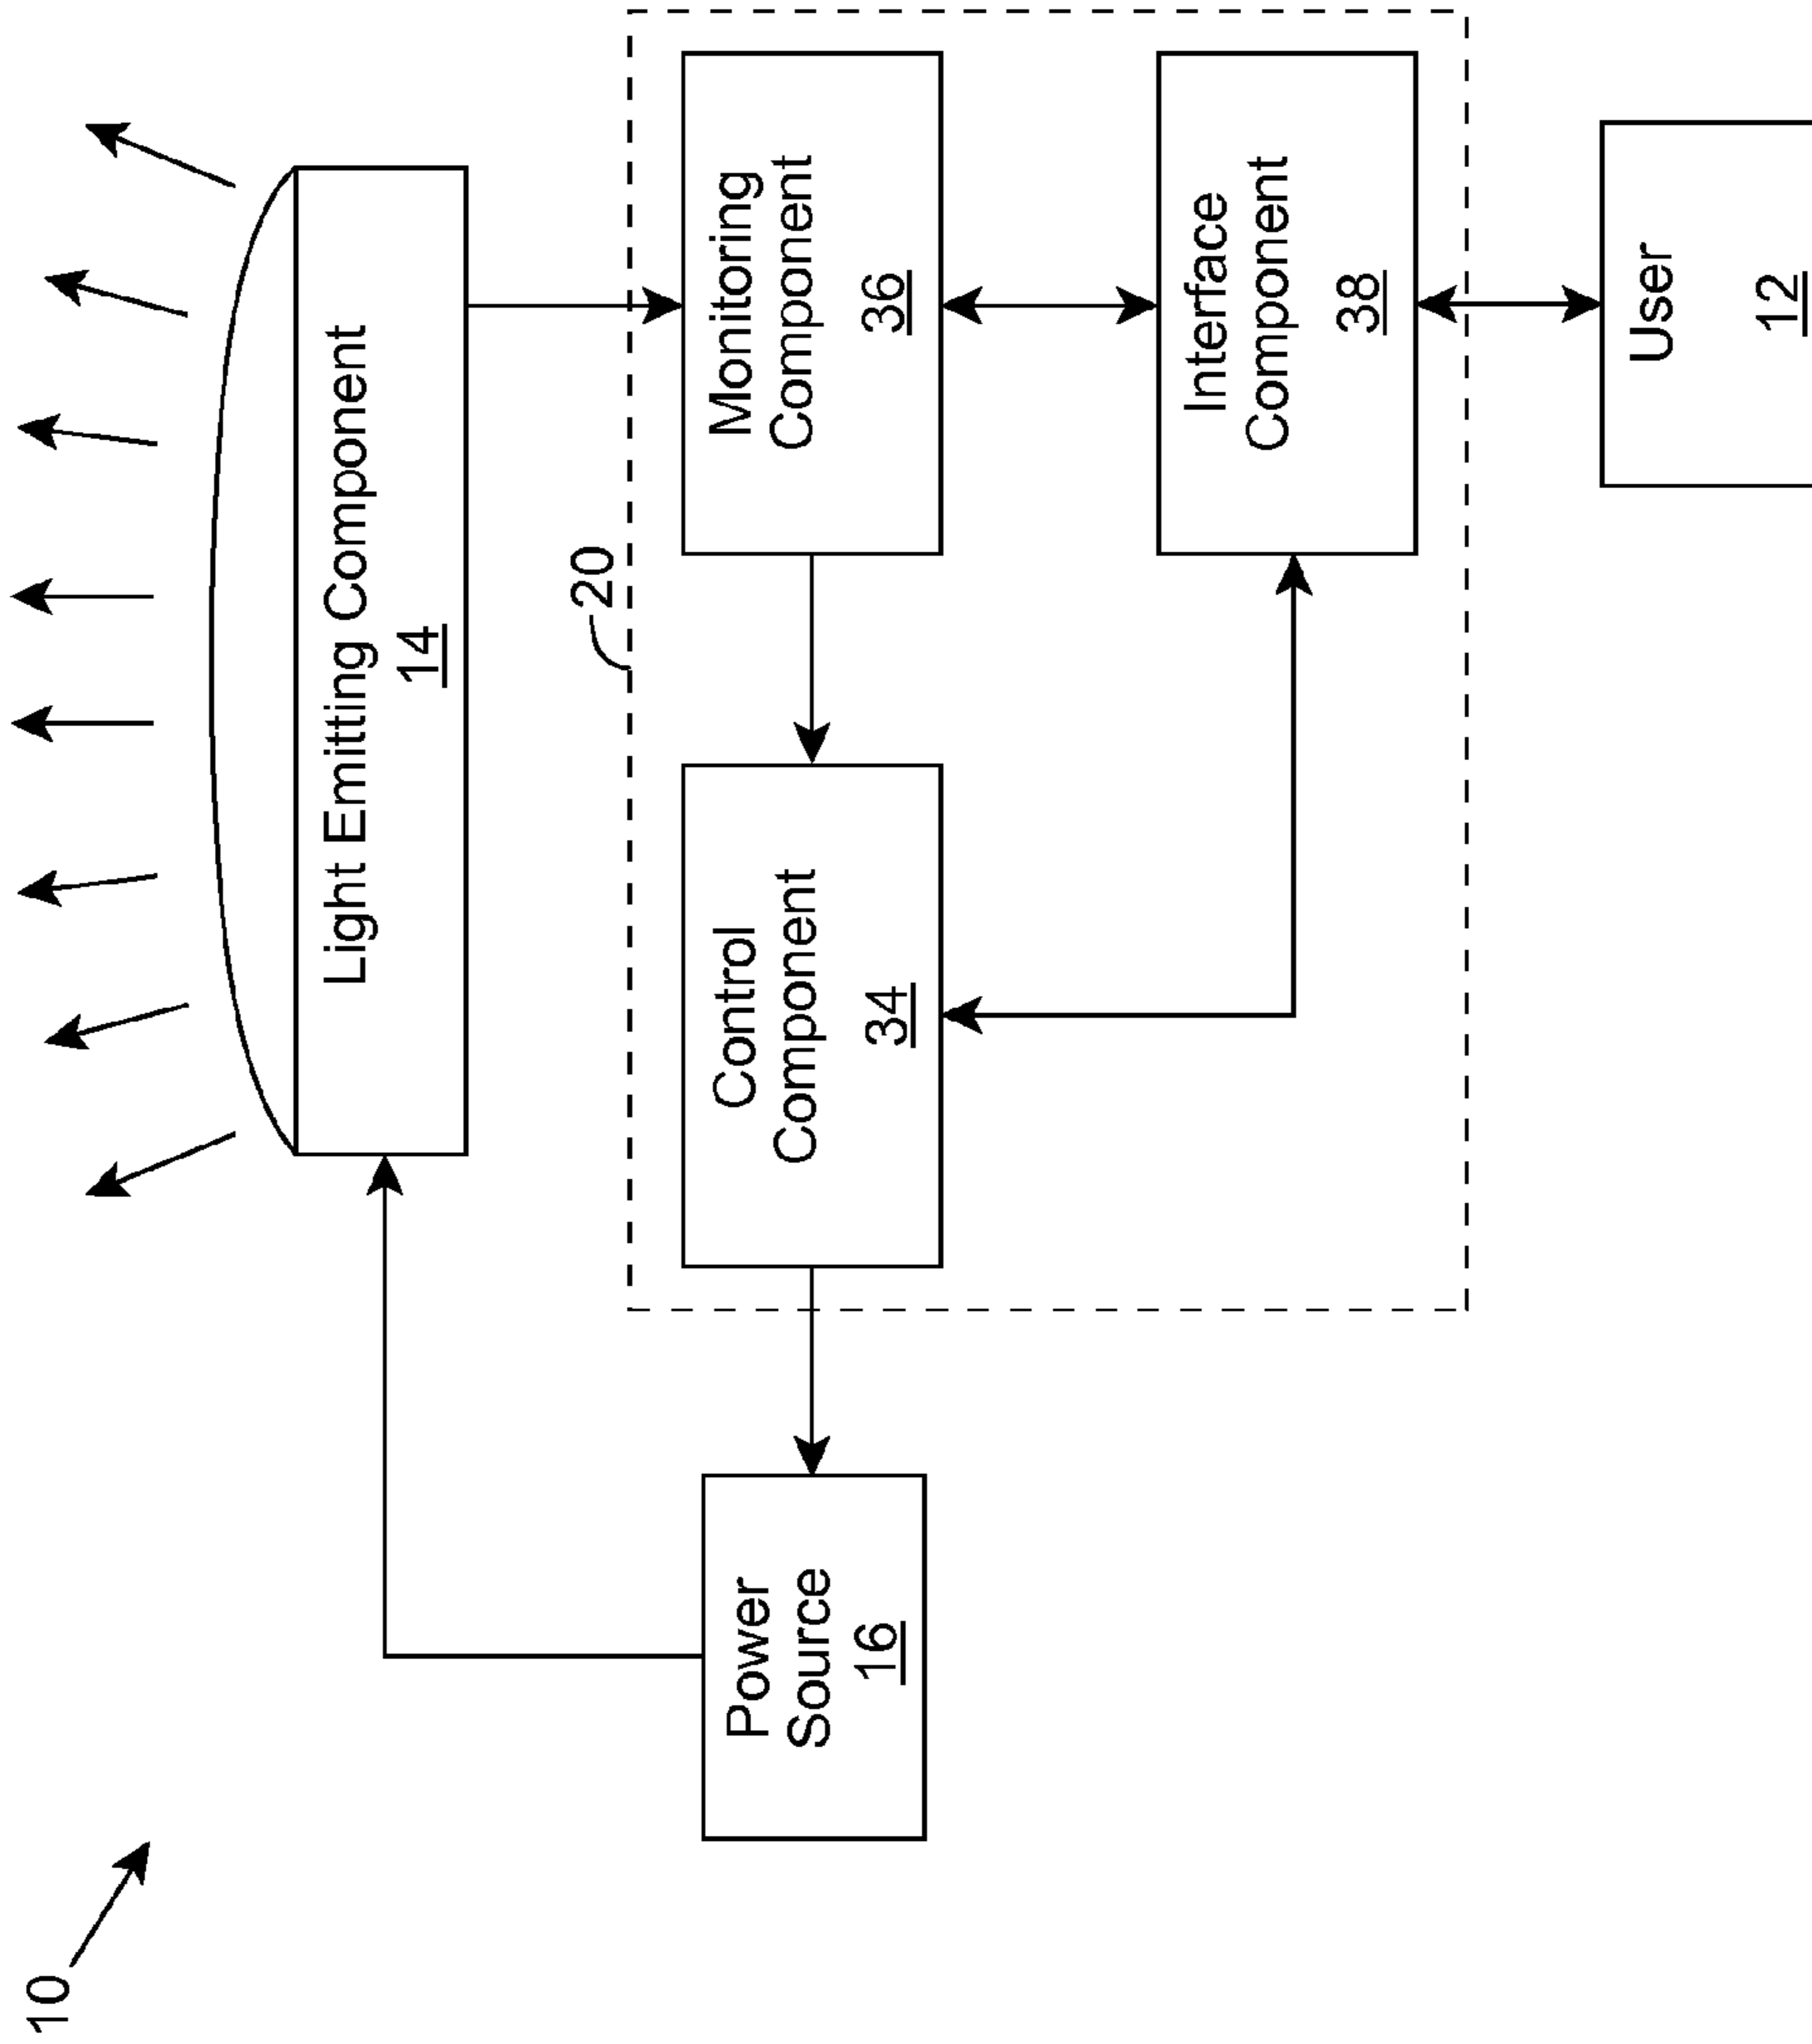 10
Light Emitting Component
14
20
Power
Source
16
Control
Component
34
Monitoring
Component
36
Interface
Component
38
User
12